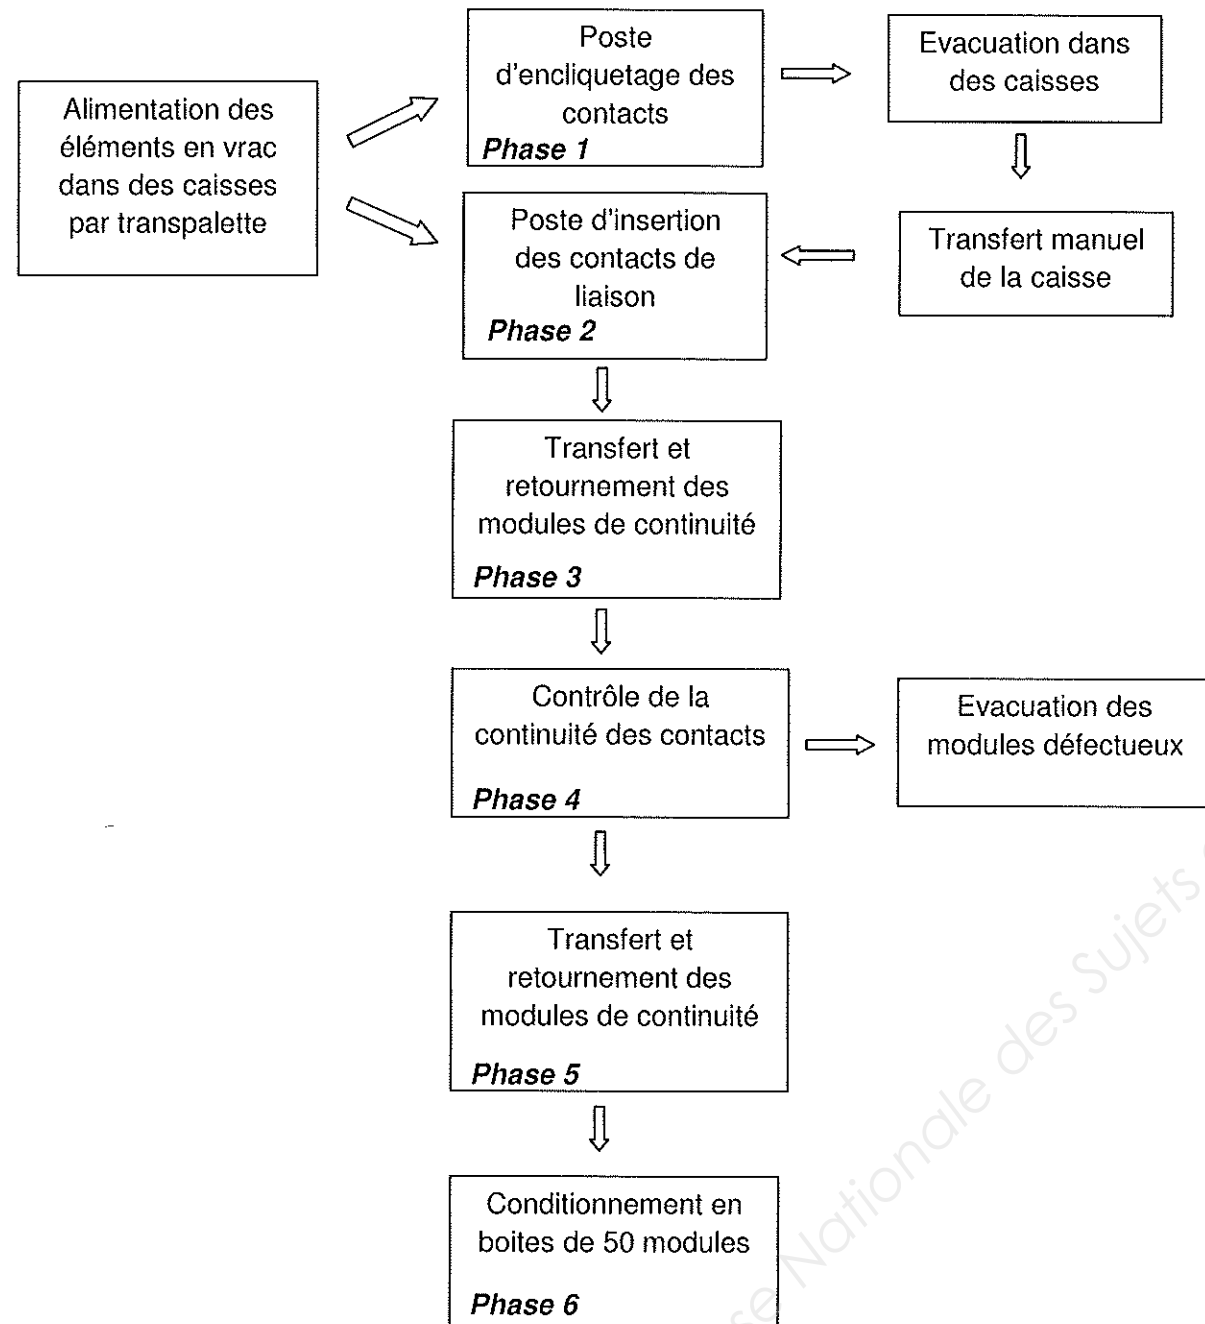 Alimentation des
éléments en vrac
dans des caisses
par transpalette
Poste
d'encliquetage des
contacts
Phase 1
Evacuation dans
des caisses
Transfert manuel
de la caisse
Poste d'insertion
des contacts de
liaison
Phase 2
Transfert et
retournement des
modules de continuité
Phase 3
Contrôle de la
continuité des contacts
Phase 4
Evacuation des
modules défectueux
Transfert et
retournement des
modules de continuité
Phase 5
Conditionnement en
boites de 50 modules
Phase 6
Nationale des Sujets